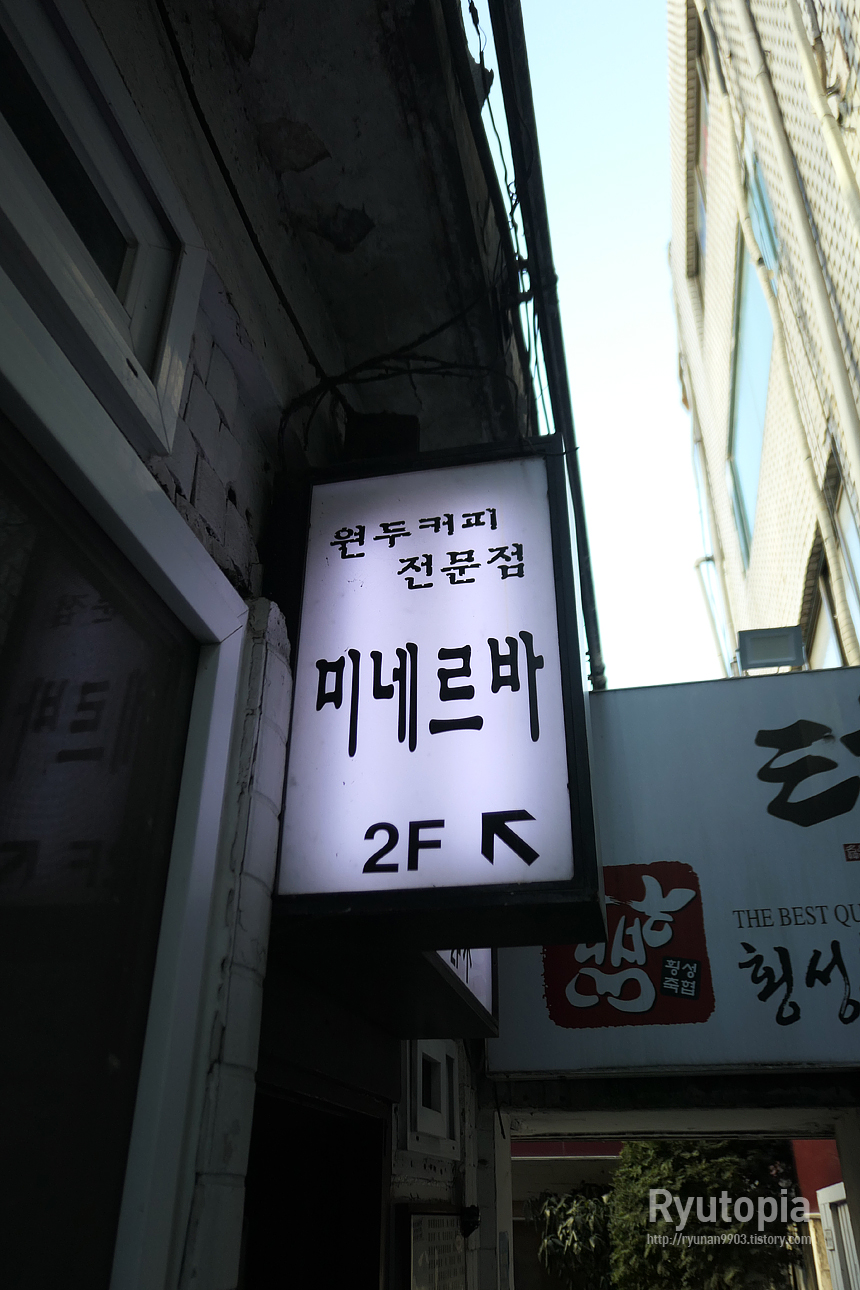 원두커피
전문점
미네르바
2F
THE BEST QU
횡성
횡성
축협
Ryutopia
http://ryunan9903.tistory.com